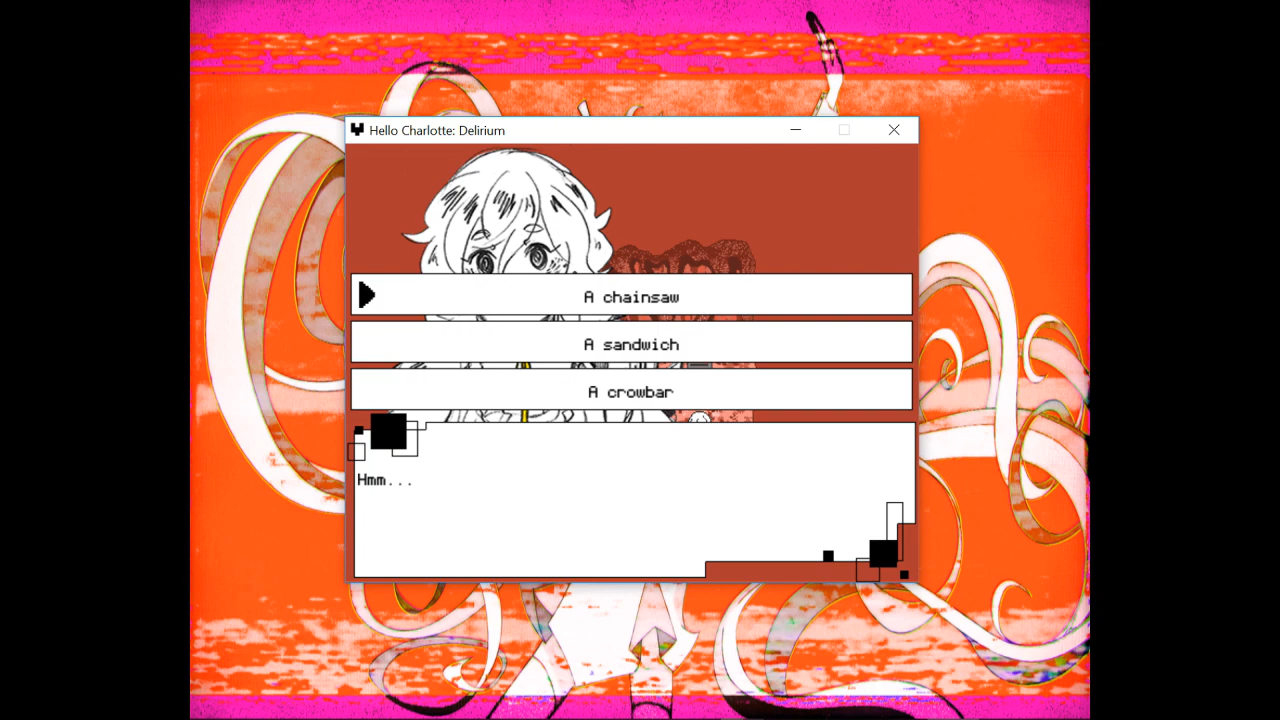 Hello Charlotte: Delirium
A chainsaw
A sandwich
A crowbar
Hmm...